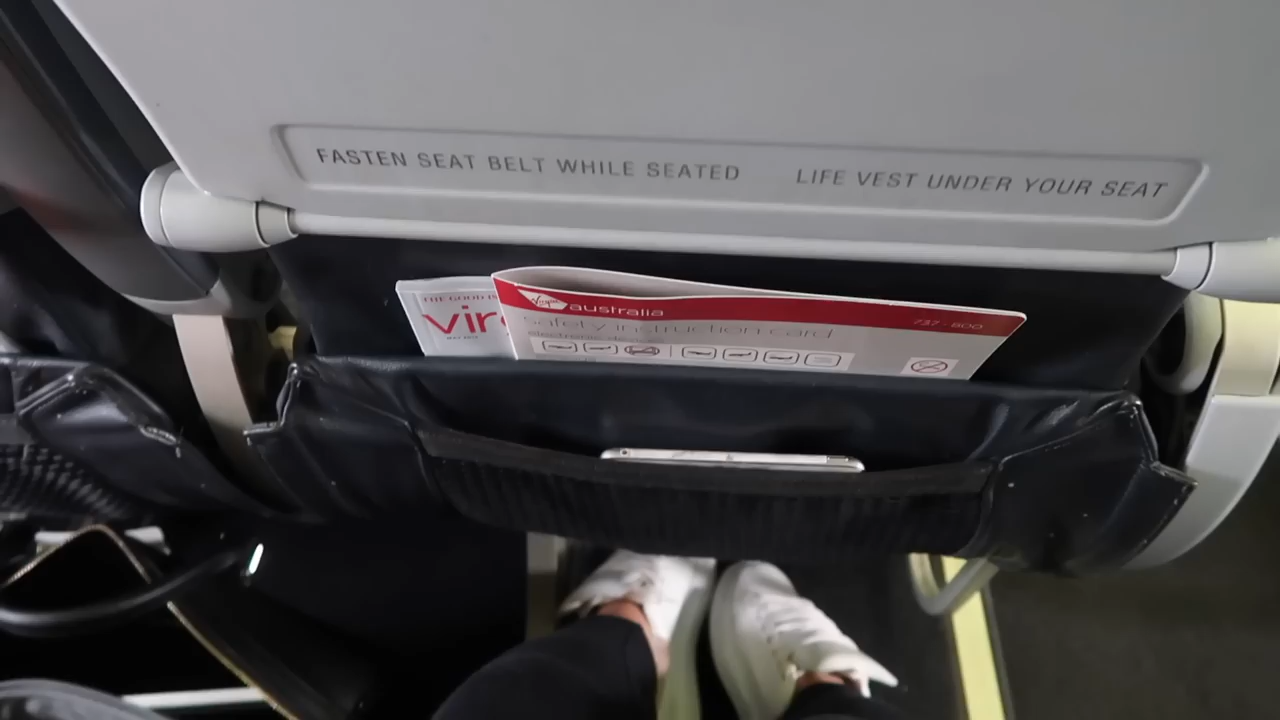 FASTEN SEAT BELT WHILE SEATED LIFE VEST UNDER YOUR SEAT
THE GOOD
vir
Virgin australia 737 - 800
safety instruction card